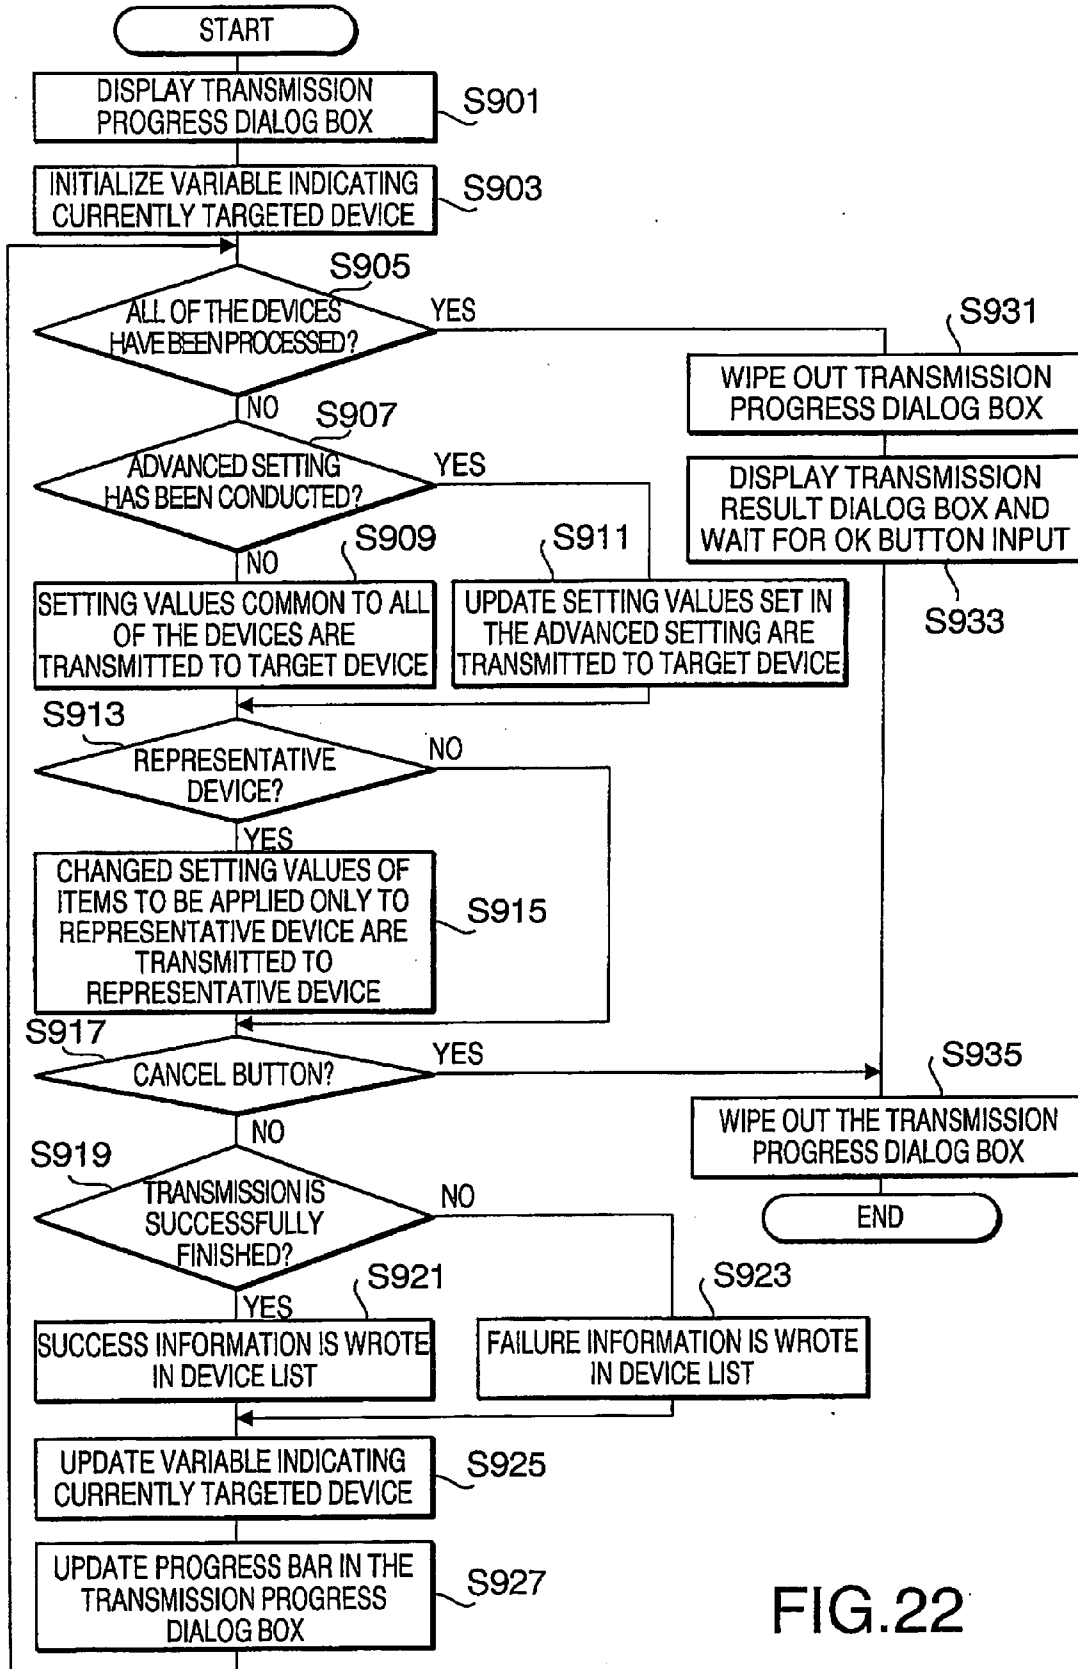 START
DISPLAY TRANSMISSION
PROGRESS DIALOG BOX
S901
INITIALIZE VARIABLE INDICATING
CURRENTLY TARGETED DEVICE
S903
S905
ALL OF THE DEVICES
HAVE BEEN PROCESSED?
YES
NO
S931
WIPE OUT TRANSMISSION
PROGRESS DIALOG BOX
S907
ADVANCED SETTING
HAS BEEN CONDUCTED?
YES
NO
DISPLAY TRANSMISSION
RESULT DIALOG BOX AND
WAIT FOR OK BUTTON INPUT
S933
S909
SETTING VALUES COMMON TO ALL
OF THE DEVICES ARE
TRANSMITTED TO TARGET DEVICE
S911
UPDATE SETTING VALUES SET IN
THE ADVANCED SETTING ARE
TRANSMITTED TO TARGET DEVICE
S913
REPRESENTATIVE
DEVICE?
NO
YES
CHANGED SETTING VALUES OF
ITEMS TO BE APPLIED ONLY TO
REPRESENTATIVE DEVICE ARE
TRANSMITTED TO
REPRESENTATIVE DEVICE
S915
S917
CANCEL BUTTON?
YES
NO
S935
WIPE OUT THE TRANSMISSION
PROGRESS DIALOG BOX
END
S919
TRANSMISSION IS
SUCCESSFULLY
FINISHED?
NO
YES
S921
SUCCESS INFORMATION IS WROTE
IN DEVICE LIST
S923
FAILURE INFORMATION IS WROTE
IN DEVICE LIST
UPDATE VARIABLE INDICATING
CURRENTLY TARGETED DEVICE
S925
UPDATE PROGRESS BAR IN THE
TRANSMISSION PROGRESS
DIALOG BOX
S927
FIG.22